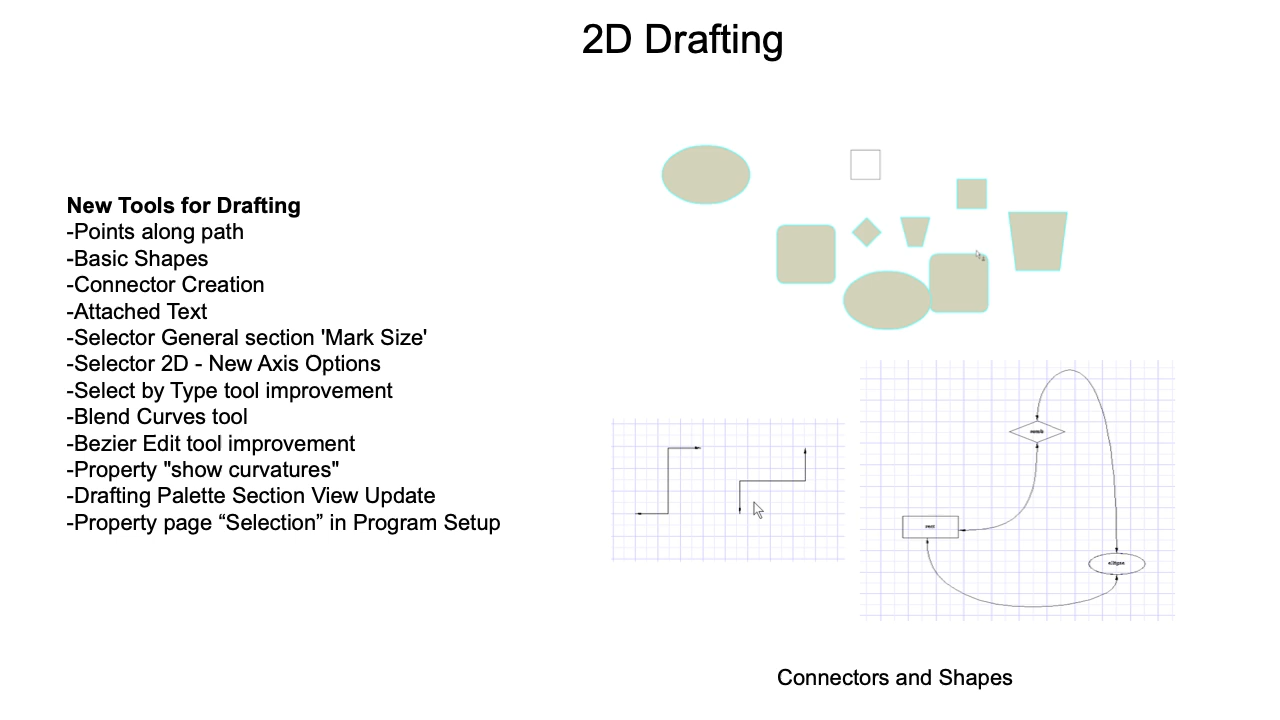 2D Drafting
New Tools for Drafting
-Points along path
-Basic Shapes
-Connector Creation
-Attached Text
-Selector General section 'Mark Size'
-Selector 2D - New Axis Options
-Select by Type tool improvement
-Blend Curves tool
-Bezier Edit tool improvement
-Property "show curvatures"
-Drafting Palette Section View Update
-Property page “Selection” in Program Setup
Connectors and Shapes